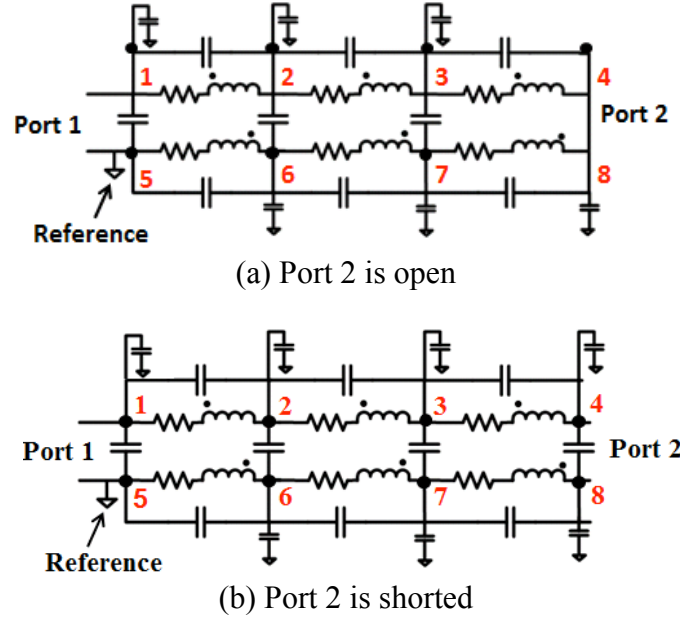 1 2 3 4
Port 1
Port 2
5 6 7 8
Reference
(a) Port 2 is open
1 2 3 4
Port 1
Port 2
5 6 7 8
Reference
(b) Port 2 is shorted